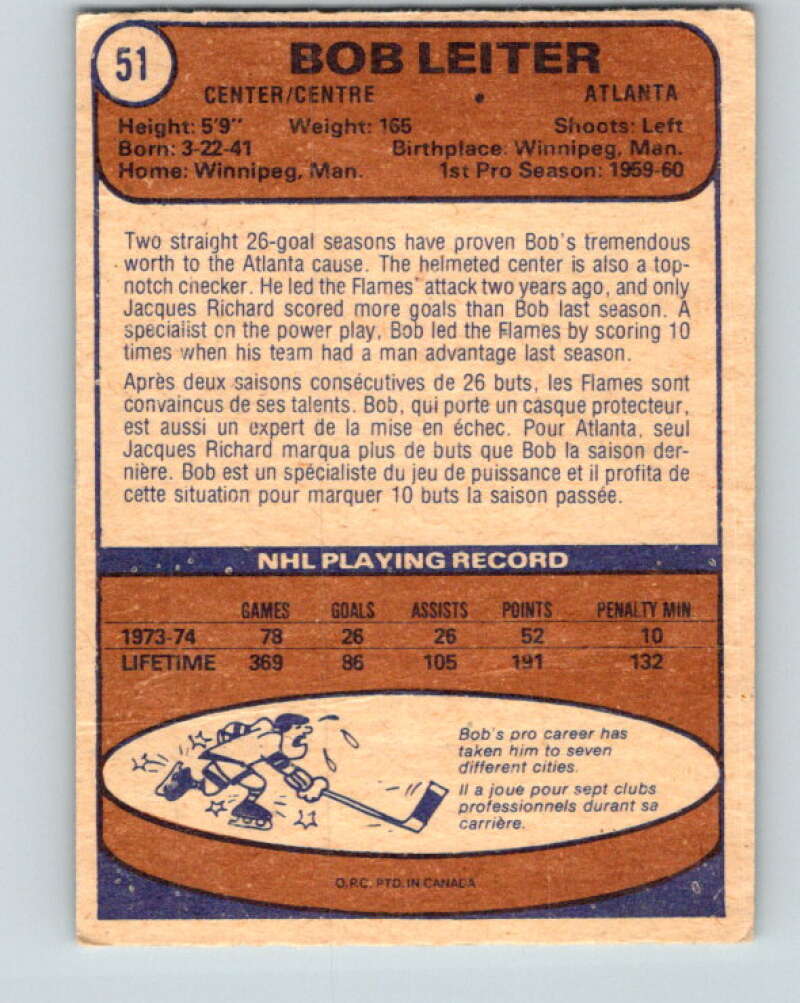 51
BOB LEITER
CENTER/CENTRE • ATLANTA
Height: 5'9" Weight: 165 Shoots: Left
Born: 3-22-41 Birthplace: Winnipeg, Man.
Home: Winnipeg, Man. 1st Pro Season: 1959-60
Two straight 26-goal seasons have proven Bob's tremendous
worth to the Atlanta cause. The helmeted center is also a top-
notch checker. He led the Flames' attack two years ago, and only
Jacques Richard scored more goals than Bob last season. A
specialist on the power play, Bob led the Flames by scoring 10
times when his team had a man advantage last season.
Après deux saisons consécutives de 26 buts, les Flames sont
convaincus de ses talents. Bob, qui porte un casque protecteur,
est aussi un expert de la mise en échec. Pour Atlanta, seul
Jacques Richard marqua plus de buts que Bob la saison der-
nière. Bob est un spécialiste du jeu de puissance et il profita de
cette situation pour marquer 10 buts la saison passée.
NHL PLAYING RECORD
GAMES GOALS ASSISTS POINTS PENALTY MIN
1973-74 78 26 26 52 10
LIFETIME 369 86 105 191 132
Bob's pro career has
taken him to seven
different cities.
Il a joue pour sept clubs
professionnels durant sa
carrière.
O.P.C. PTD. IN CANADA